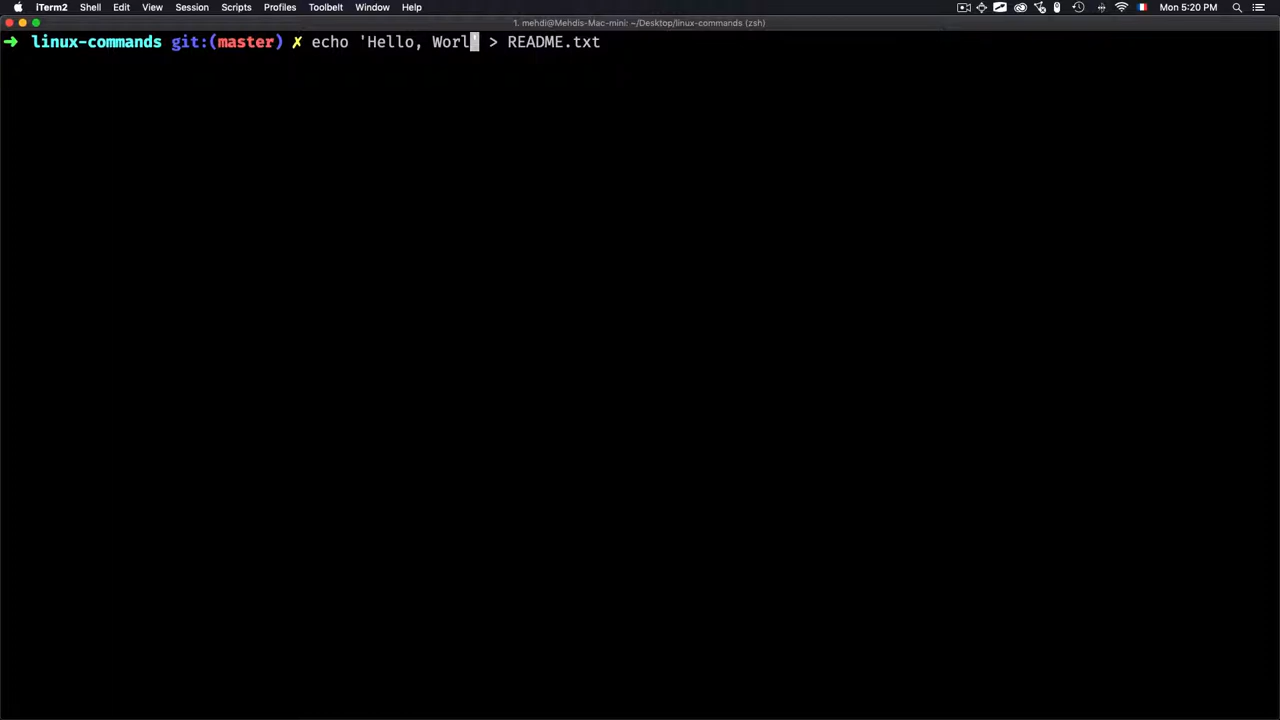 iTerm2 Shell Edit View Session Scripts Profiles Toolbelt Window Help Mon 5:20 PM
1. mehdi@Mehdis-Mac-mini: ~/Desktop/linux-commands (zsh)
➜ linux-commands git:(master) ✗ echo 'Hello, Worl' > README.txt